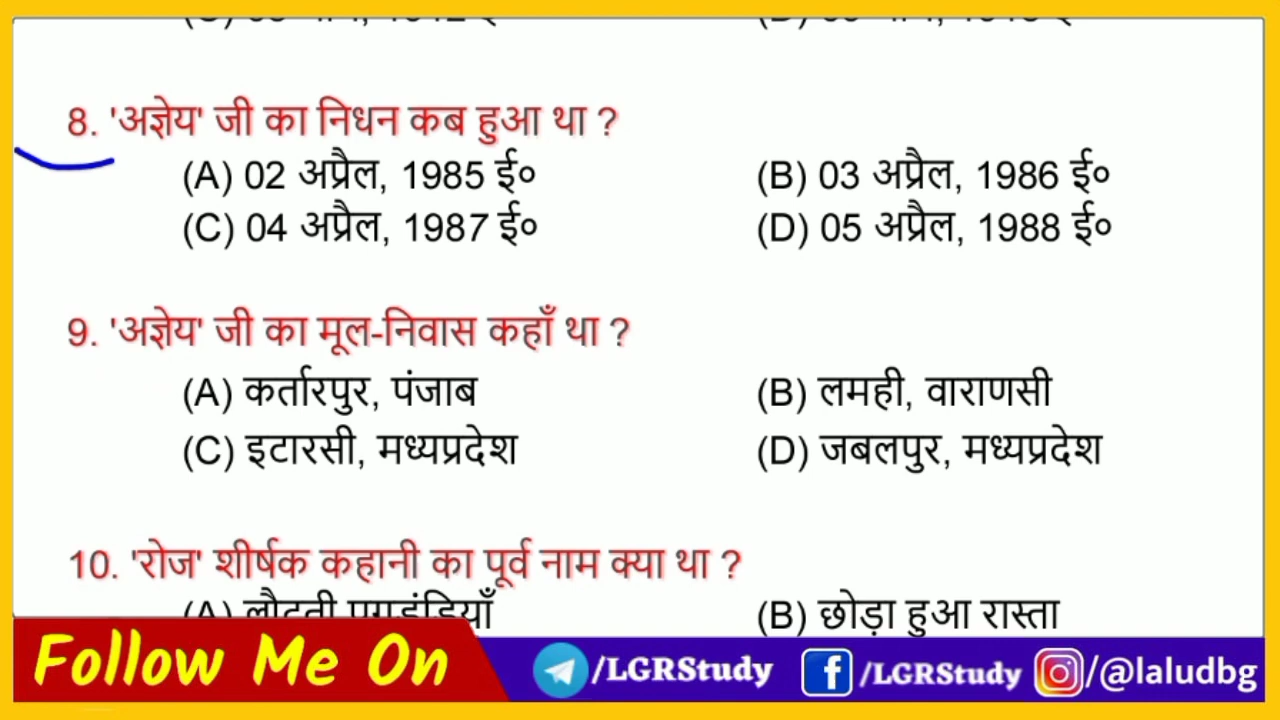 8. 'अज्ञेय' जी का निधन कब हुआ था ?
(A) 02 अप्रैल, 1985 ई०
(B) 03 अप्रैल, 1986 ई०
(C) 04 अप्रैल, 1987 ई०
(D) 05 अप्रैल, 1988 ई०
9. 'अज्ञेय' जी का मूल-निवास कहाँ था ?
(A) कर्तारपुर, पंजाब
(B) लमही, वाराणसी
(C) इटारसी, मध्यप्रदेश
(D) जबलपुर, मध्यप्रदेश
10. 'रोज' शीर्षक कहानी का पूर्व नाम क्या था ?
(A) लौटती पगडंडियाँ
(B) छोड़ा हुआ रास्ता
Follow Me On
/LGRStudy
/LGRStudy
/@laludbg